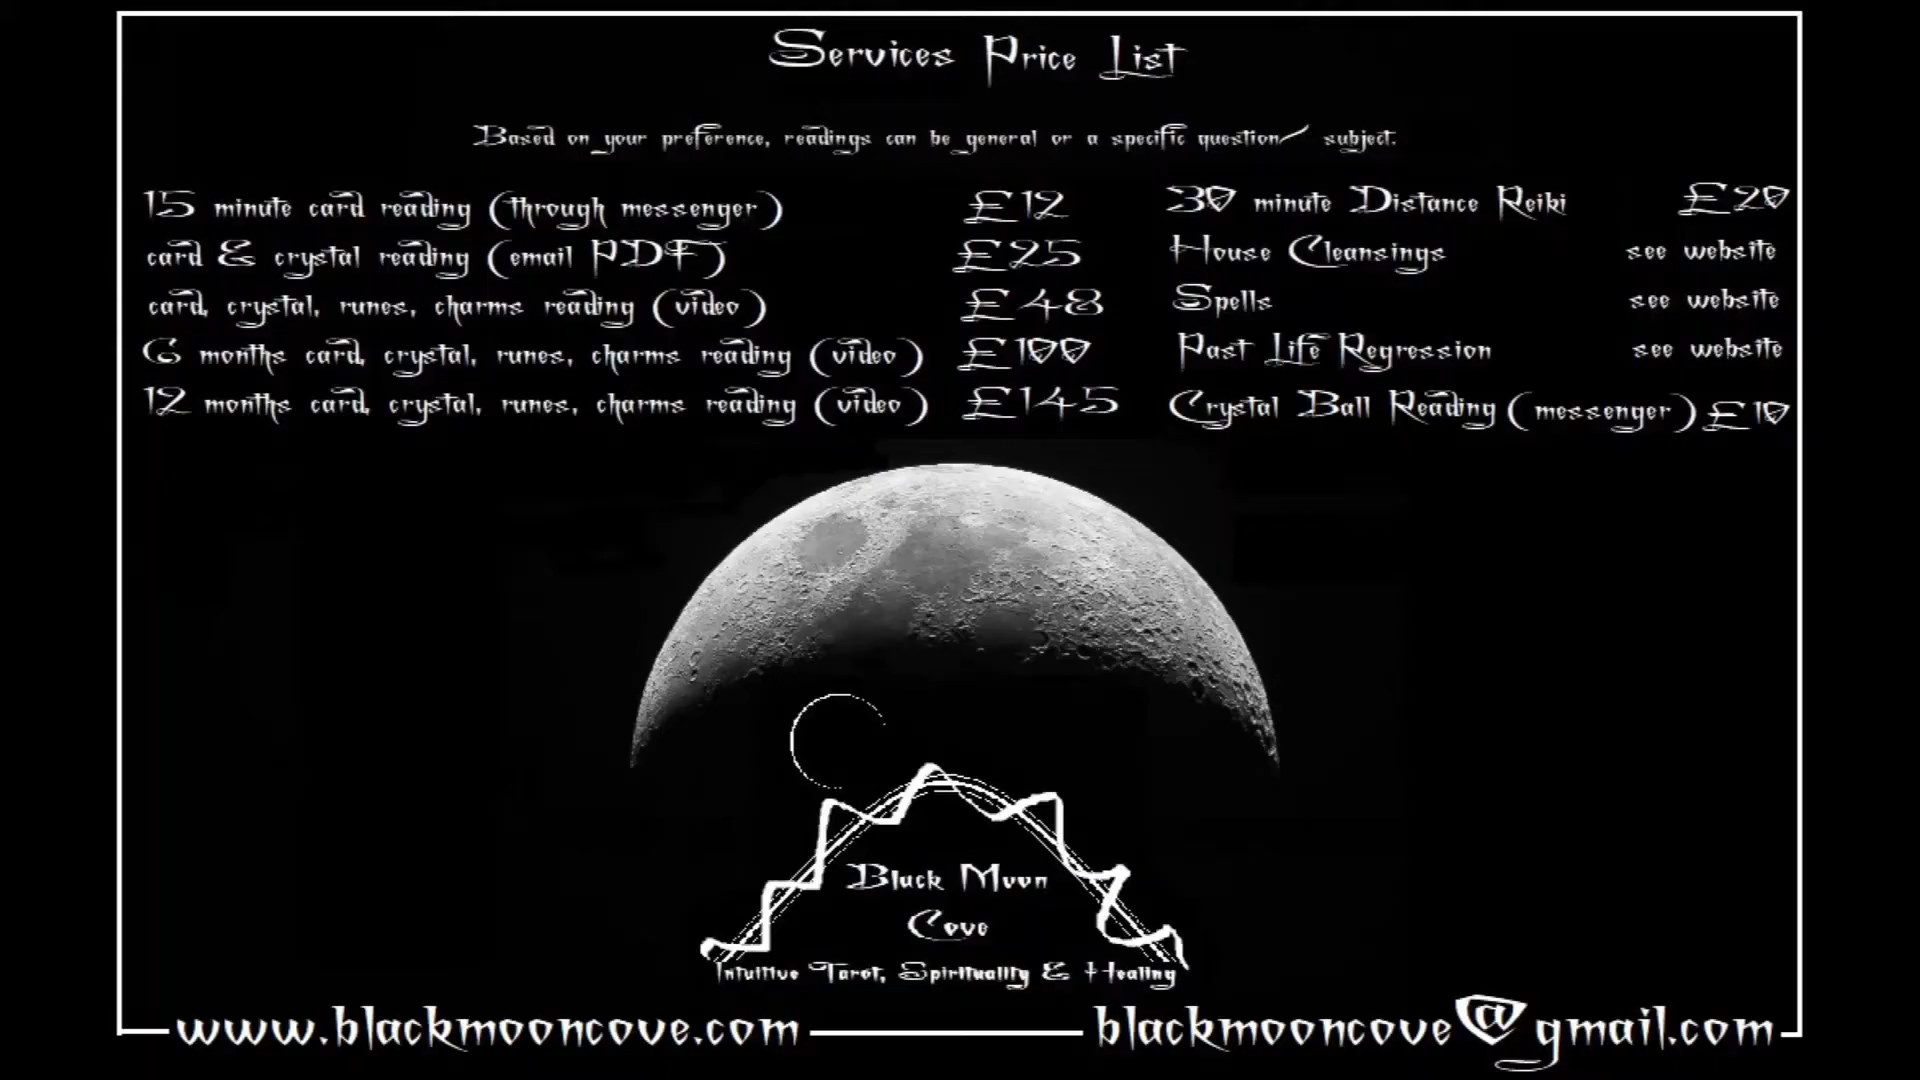 Services Price List
Based on your preference, readings can be general or a specific question/ subject.
15 minute card reading (through messenger) £12
card & crystal reading (email PDF) £25
card, crystal, runes, charms reading (video) £48
6 months card, crystal, runes, charms reading (video) £100
12 months card, crystal, runes, charms reading (video) £145
30 minute Distance Reiki £20
House Cleansings see website
Spells see website
Past Life Regression see website
Crystal Ball Reading (messenger) £10
Black Moon
Cove
Intuitive Tarot, Spirituality & Healing
www.blackmooncove.com
blackmooncove@gmail.com